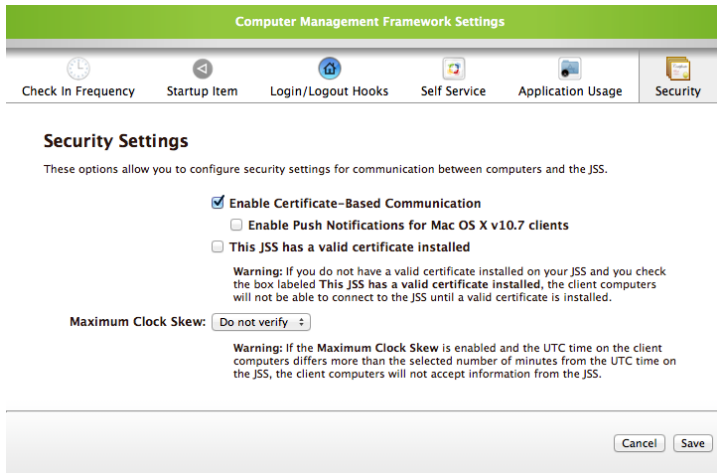 Computer Management Framework Settings
Check In Frequency
Startup Item
Login/Logout Hooks
Self Service
Application Usage
Security
Security Settings
These options allow you to configure security settings for communication between computers and the JSS.
Enable Certificate-Based Communication
Enable Push Notifications for Mac OS X v10.7 clients
This JSS has a valid certificate installed
Warning: If you do not have a valid certificate installed on your JSS and you check
the box labeled This JSS has a valid certificate installed, the client computers
will not be able to connect to the JSS until a valid certificate is installed.
Maximum Clock Skew: Do not verify
Warning: If the Maximum Clock Skew is enabled and the UTC time on the client
computers differs more than the selected number of minutes from the UTC time on
the JSS, the client computers will not accept information from the JSS.
Cancel Save